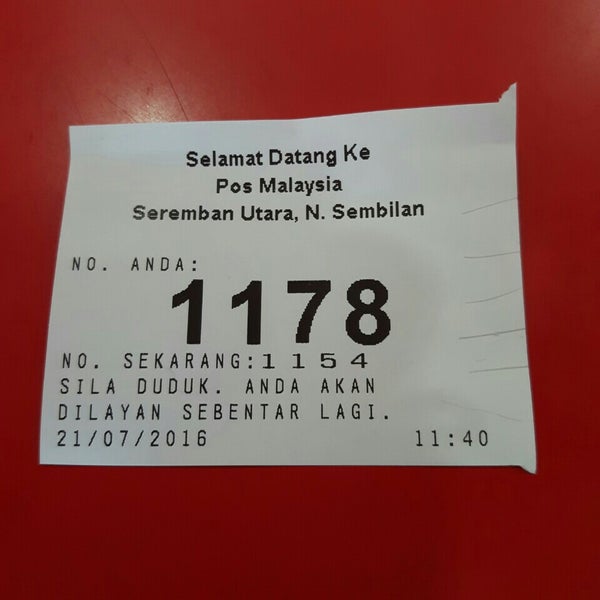 Selamat Datang Ke
Pos Malaysia
Seremban Utara, N. Sembilan
NO. ANDA:
1178
NO. SEKARANG:1154
SILA DUDUK. ANDA AKAN
DILAYAN SEBENTAR LAGI.
21/07/2016 11:40